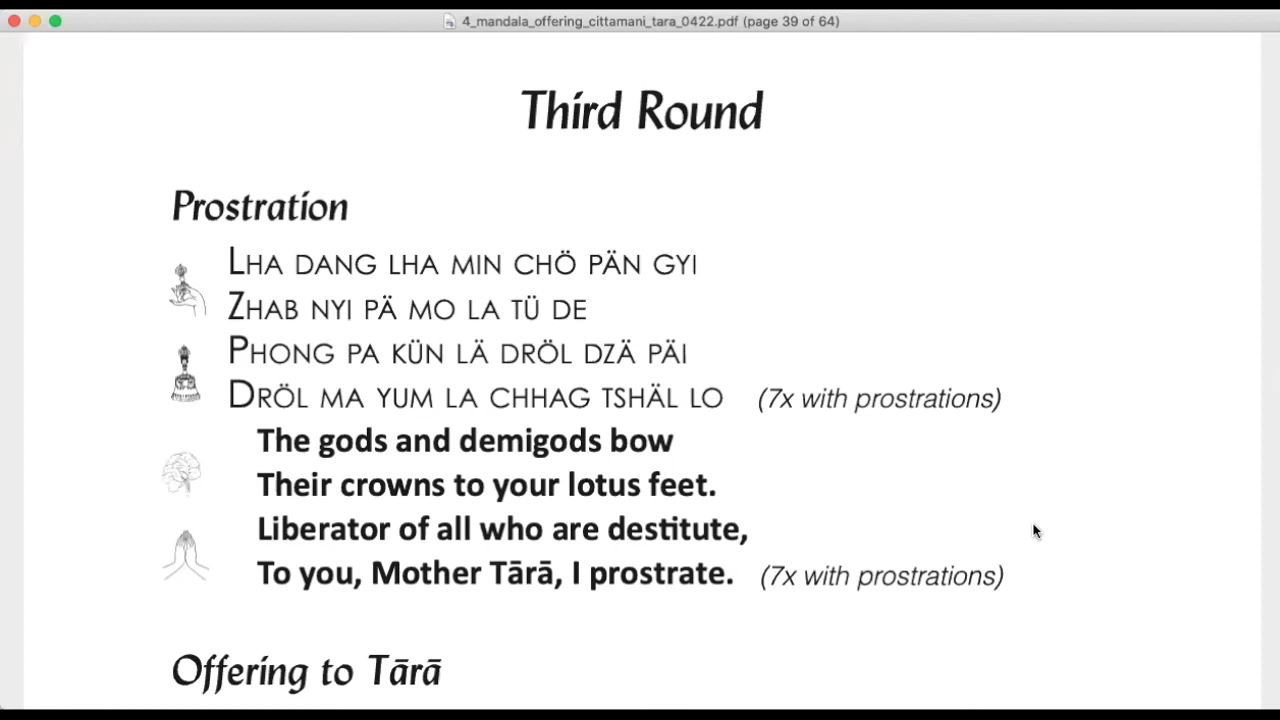 4_mandala_offering_cittamani_tara_0422.pdf (page 39 of 64)
Third Round
Prostration
LHA DANG LHA MIN CHÖ PÄN GYI
ZHAB NYI PÄ MO LA TÜ DE
PHONG PA KÜN LÄ DRÖL DZÄ PÄI
DRÖL MA YUM LA CHHAG TSHÄL LO (7x with prostrations)
The gods and demigods bow
Their crowns to your lotus feet.
Liberator of all who are destitute,
To you, Mother Tārā, I prostrate. (7x with prostrations)
Offering to Tārā